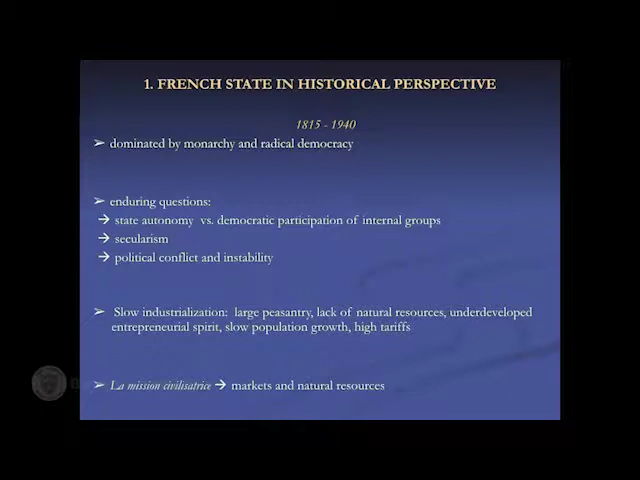 1. FRENCH STATE IN HISTORICAL PERSPECTIVE
1815 - 1940
➢ dominated by monarchy and radical democracy
➢ enduring questions:
→ state autonomy vs. democratic participation of internal groups
→ secularism
→ political conflict and instability
➢ Slow industrialization: large peasantry, lack of natural resources, underdeveloped
entrepreneurial spirit, slow population growth, high tariffs
➢ La mission civilisatrice → markets and natural resources